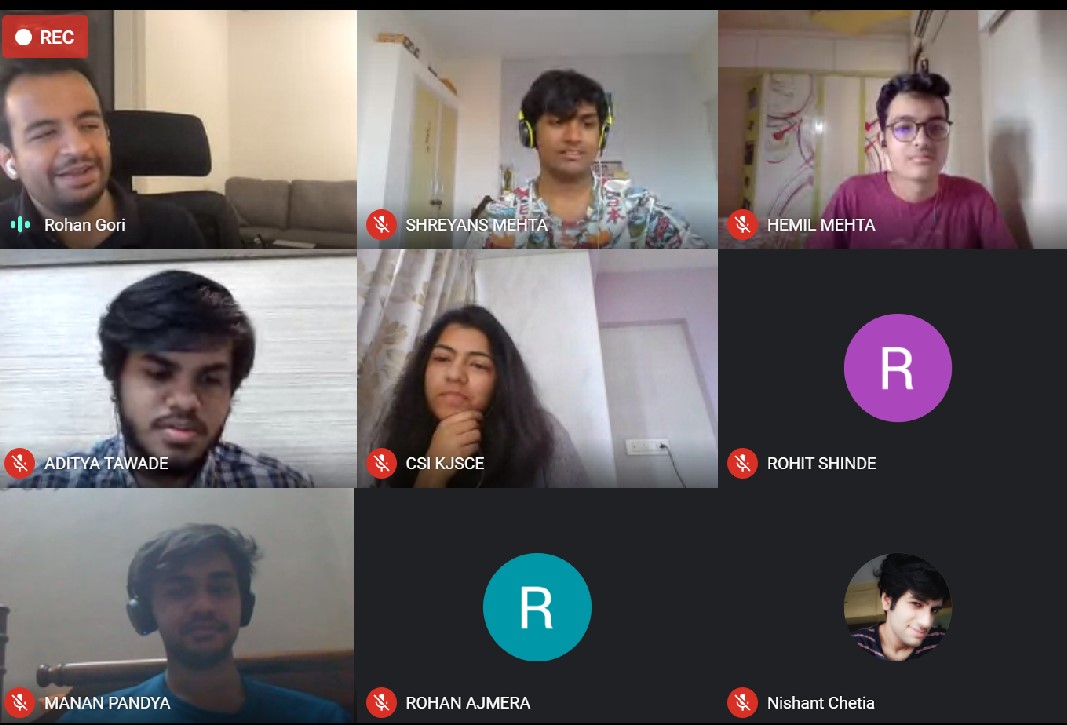 REC
Rohan Gori
SHREYANS MEHTA
HEMIL MEHTA
ADITYA TAWADE
CSI KJSCE
R
ROHIT SHINDE
MANAN PANDYA
R
ROHAN AJMERA
Nishant Chetia